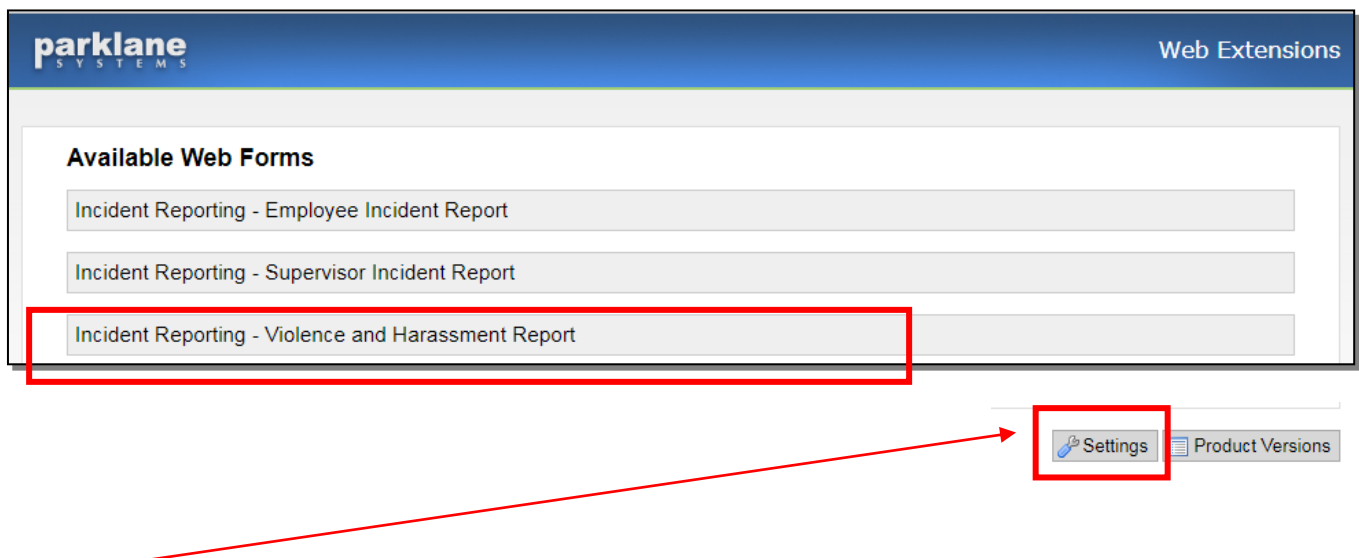 parklane
SYSTEMS
Web Extensions
Available Web Forms
Incident Reporting - Employee Incident Report
Incident Reporting - Supervisor Incident Report
Incident Reporting - Violence and Harassment Report
Settings
Product Versions